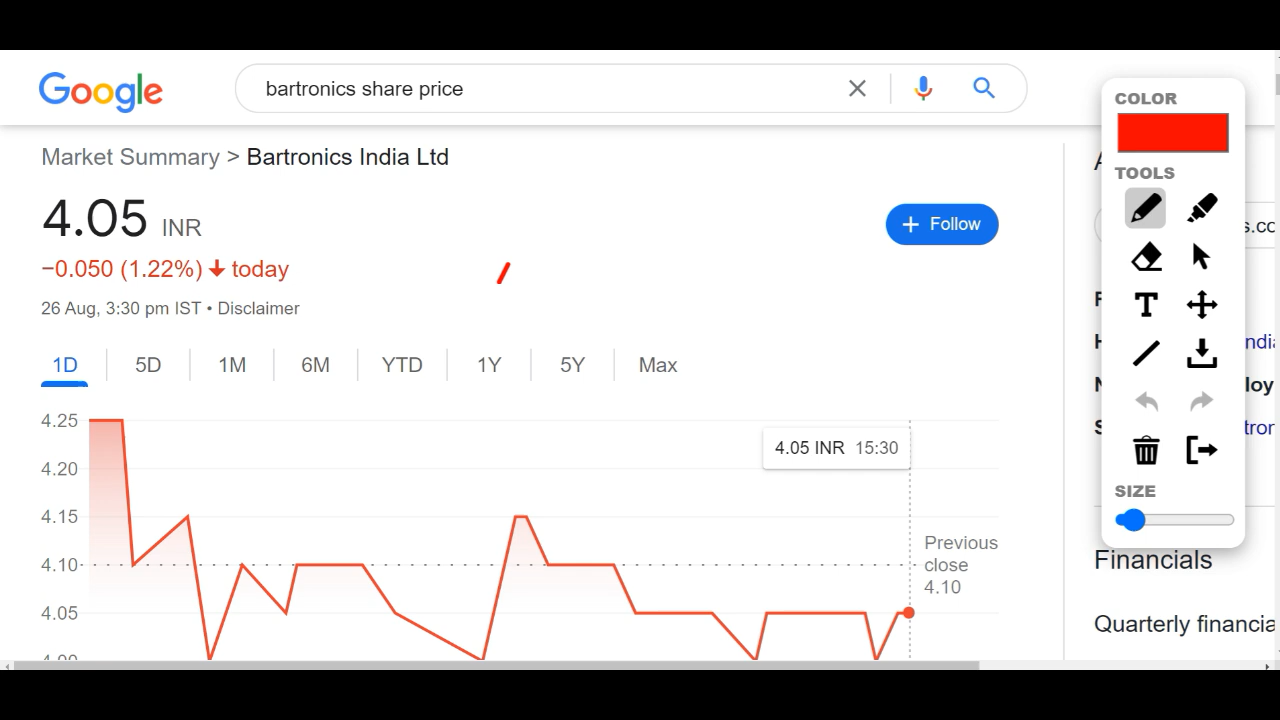 Google
bartronics share price
Market Summary > Bartronics India Ltd
4.05 INR
+ Follow
−0.050 (1.22%) ↓ today
26 Aug, 3:30 pm IST • Disclaimer
1D 5D 1M 6M YTD 1Y 5Y Max
4.25
4.20
4.15
4.10
4.05
4.05 INR 15:30
Previous
close
4.10
COLOR
TOOLS
T
SIZE
s.co
Financials
Quarterly financia